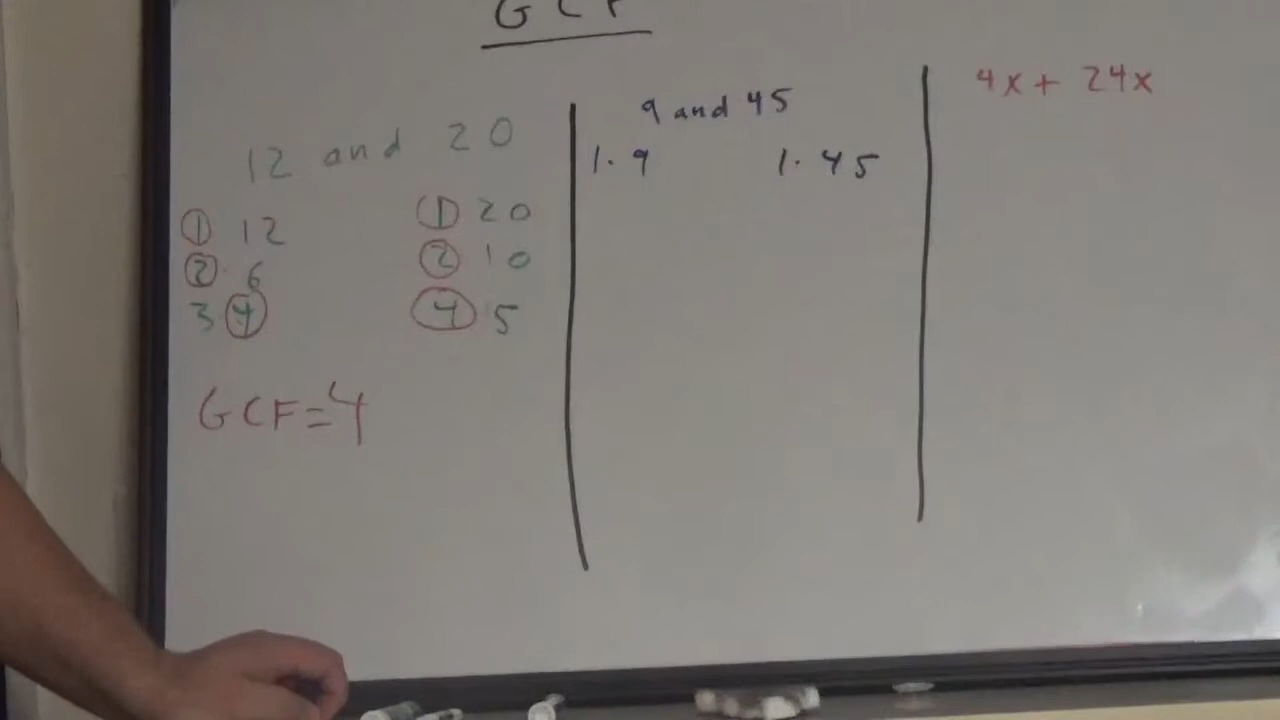 GCF
12 and 20
1 12
2 · 6
3 4
1 20
2 10
4 5
GCF=4
9 and 45
1 · 9
1 · 45
4x + 24x